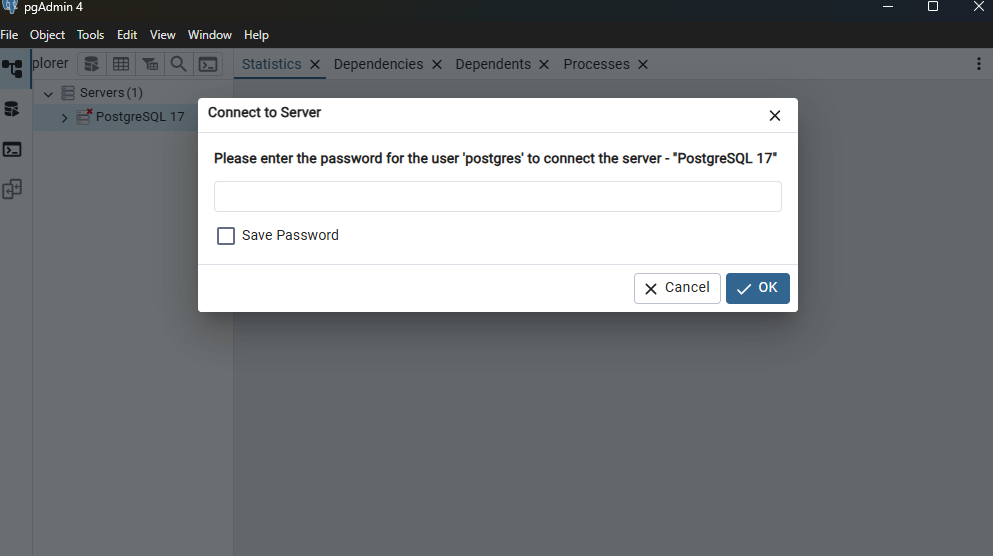 pgAdmin 4
File Object Tools Edit View Window Help
plorer
Statistics Dependencies Dependents Processes
Servers (1)
PostgreSQL 17
Connect to Server
Please enter the password for the user 'postgres' to connect the server - "PostgreSQL 17"
Save Password
Cancel OK